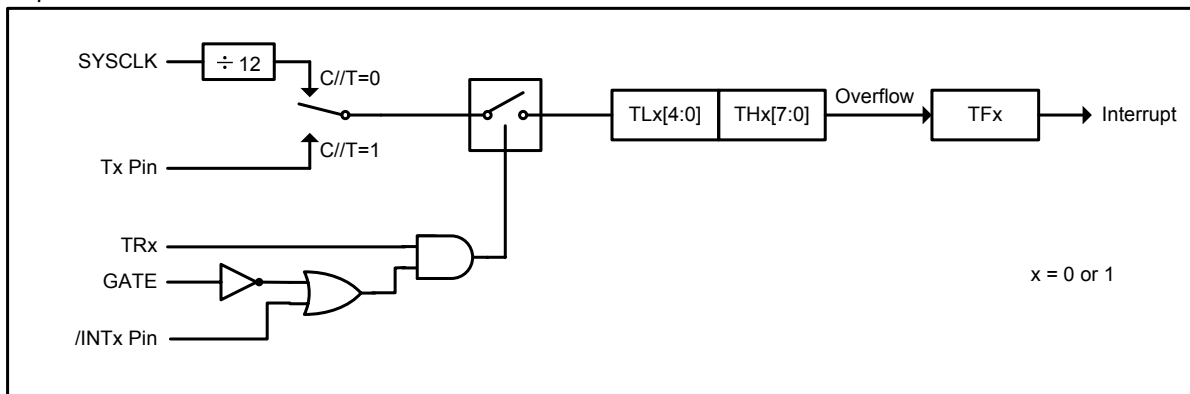 SYSCLK
÷ 12
C//T=0
C//T=1
Tx Pin
TLx[4:0]
THx[7:0]
Overflow
TFx
Interrupt
TRx
GATE
/INTx Pin
x = 0 or 1